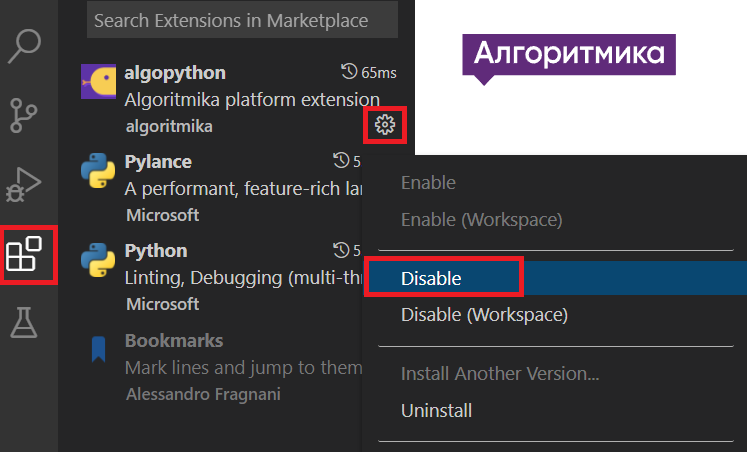 Search Extensions in Marketplace
Алгоритмика
algopython 65ms
Algoritmika platform extension
algoritmika
Pylance 5
A performant, feature-rich lan
Microsoft
Python 5
Linting, Debugging (multi-thr
Microsoft
Bookmarks
Mark lines and jump to them
Alessandro Fragnani
Enable
Enable (Workspace)
Disable
Disable (Workspace)
Install Another Version...
Uninstall